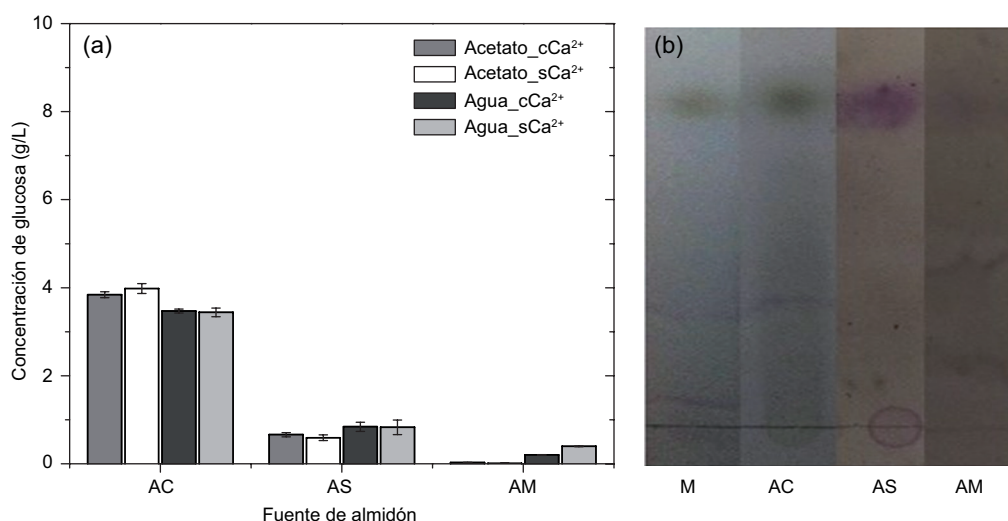 (a)
Acetato_cCa²⁺
Acetato_sCa²⁺
Agua_cCa²⁺
Agua_sCa²⁺
Concentración de glucosa (g/L)
10
8
6
4
2
0
AC AS AM
Fuente de almidón
(b)
M AC AS AM